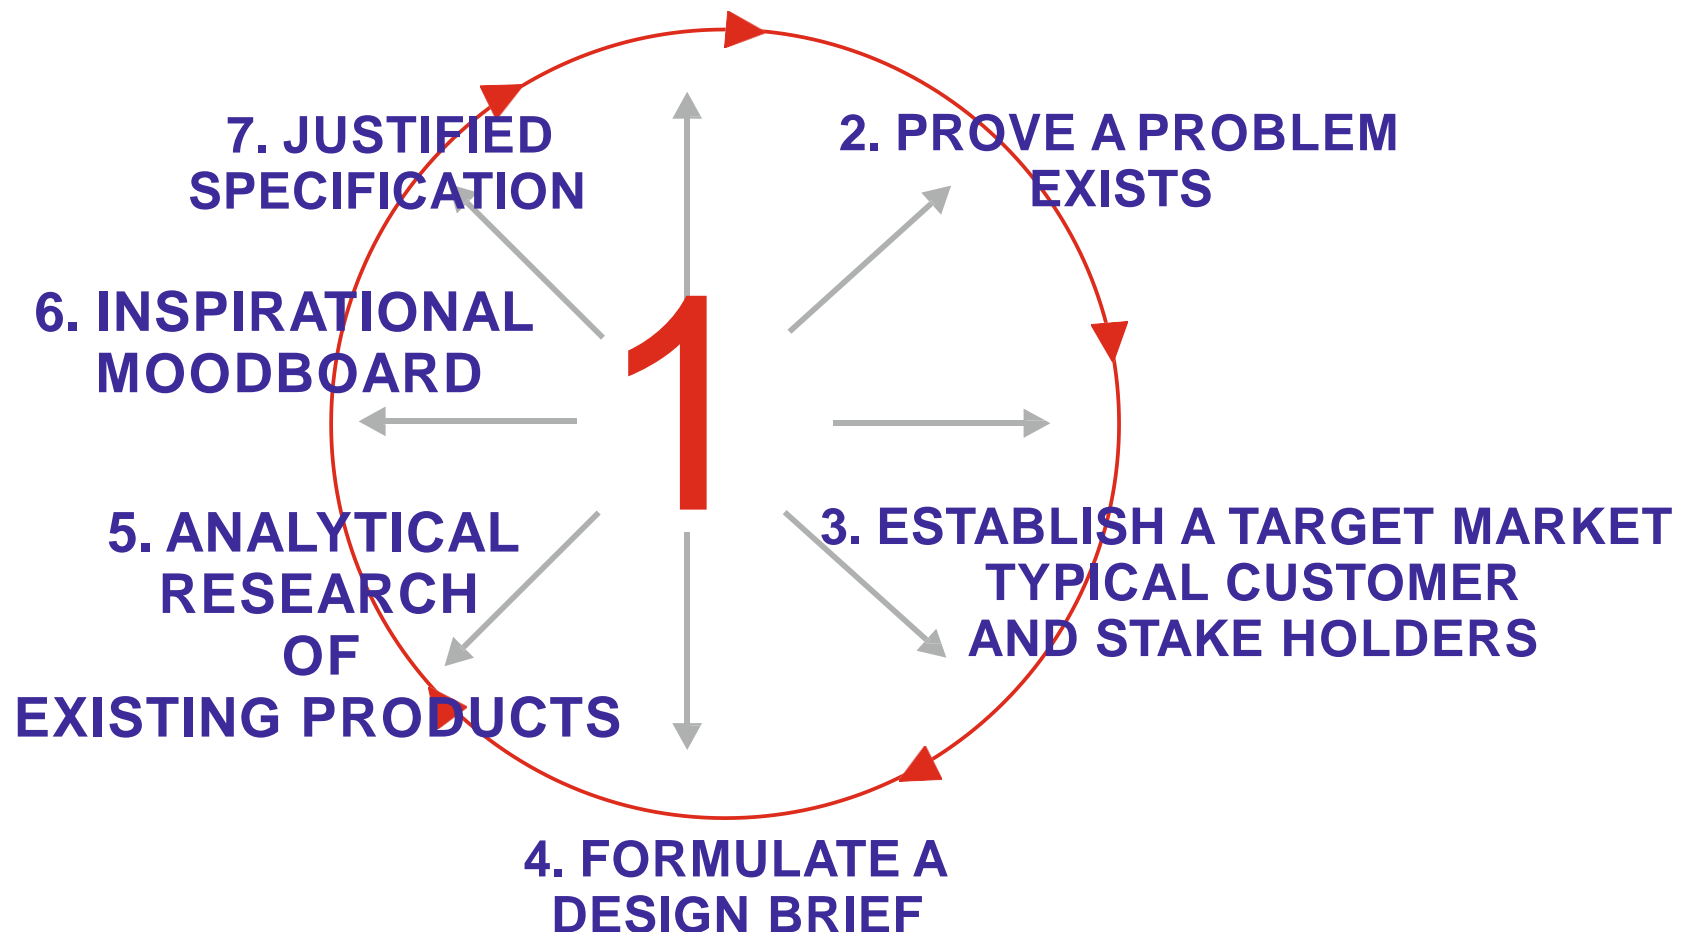 7. JUSTIFIED
SPECIFICATION
2. PROVE A PROBLEM
EXISTS
6. INSPIRATIONAL
MOODBOARD
1
5. ANALYTICAL
RESEARCH
OF
EXISTING PRODUCTS
3. ESTABLISH A TARGET MARKET
TYPICAL CUSTOMER
AND STAKE HOLDERS
4. FORMULATE A
DESIGN BRIEF